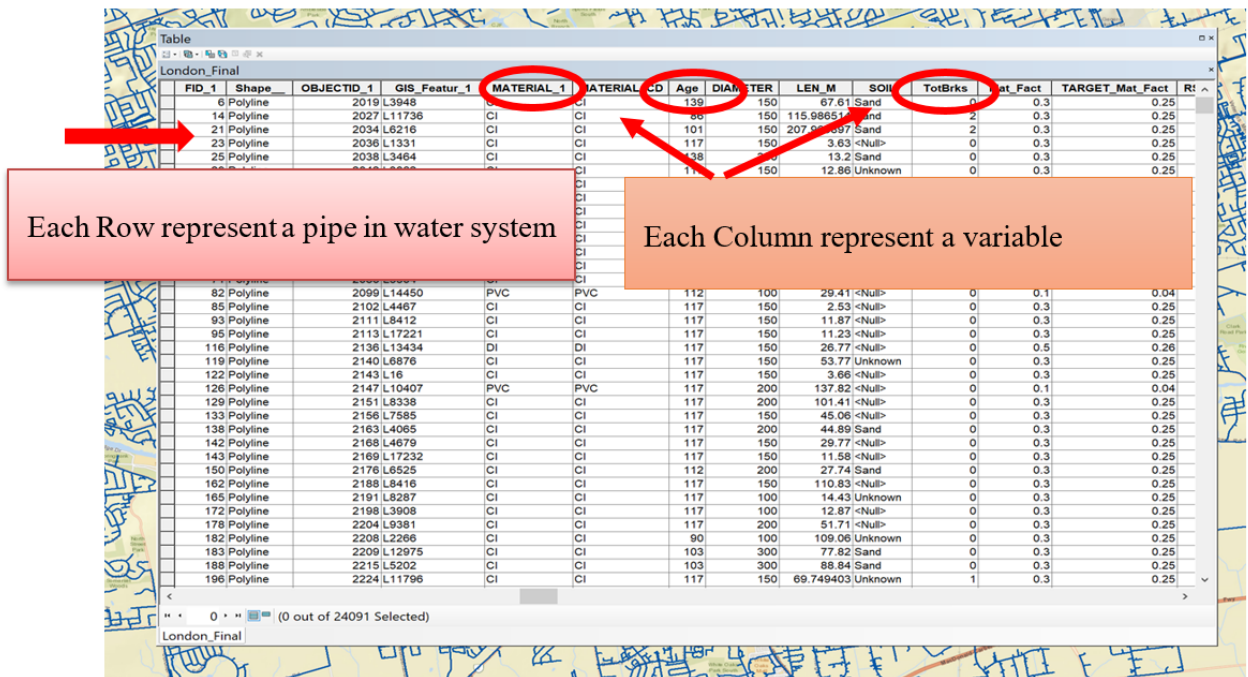 Table
London_Final
FID_1 Shape__ OBJECTID_1 GIS_Featur_1 MATERIAL_1 MATERIAL_CD Age DIAMETER LEN_M SOIL TotBrks Mat_Fact TARGET_Mat_Fact
6 Polyline 2019 L3948 CI 139 150 67.61 Sand 0 0.3 0.25
14 Polyline 2027 L11736 CI CI 86 150 Sand 2 0.3 0.25
21 Polyline 2034 L6216 CI CI 101 150 Sand 2 0.3 0.25
23 Polyline 2036 L1331 CI CI 117 150 3.63 <Null> 0 0.3 0.25
25 Polyline 2038 L3464 CI CI 138 13.2 Sand 0 0.3 0.25
150 12.86 Unknown 0 0.3 0.25
CI
CI
CI
CI
CI
CI
CI
Each Row represent a pipe in water system
Each Column represent a variable
82 Polyline 2099 L14450 PVC PVC 112 100 29.41 <Null> 0 0.1 0.04
85 Polyline 2102 L4467 CI CI 117 150 2.53 <Null> 0 0.3 0.25
93 Polyline 2111 L8412 CI CI 117 150 11.87 <Null> 0 0.3 0.25
95 Polyline 2113 L17221 CI CI 117 150 11.23 <Null> 0 0.3 0.25
116 Polyline 2136 L13434 DI DI 117 150 26.77 <Null> 0 0.5 0.26
119 Polyline 2140 L6876 CI CI 117 150 53.77 Unknown 0 0.3 0.25
122 Polyline 2143 L16 CI CI 117 150 3.66 <Null> 0 0.3 0.25
126 Polyline 2147 L10407 PVC PVC 117 200 137.82 <Null> 0 0.1 0.04
129 Polyline 2151 L8338 CI CI 117 200 101.41 <Null> 0 0.3 0.25
133 Polyline 2156 L7585 CI CI 117 150 45.06 <Null> 0 0.3 0.25
138 Polyline 2163 L4065 CI CI 117 200 44.89 Sand 0 0.3 0.25
142 Polyline 2168 L4679 CI CI 117 150 29.77 <Null> 0 0.3 0.25
143 Polyline 2169 L17232 CI CI 117 150 11.58 <Null> 0 0.3 0.25
150 Polyline 2176 L6525 CI CI 112 200 27.74 Sand 0 0.3 0.25
162 Polyline 2188 L8416 CI CI 117 150 110.83 <Null> 0 0.3 0.25
165 Polyline 2191 L8287 CI CI 117 100 14.43 Unknown 0 0.3 0.25
172 Polyline 2198 L3908 CI CI 117 100 12.87 <Null> 0 0.3 0.25
178 Polyline 2204 L9381 CI CI 117 200 51.71 <Null> 0 0.3 0.25
182 Polyline 2208 L2266 CI CI 90 100 109.06 Unknown 0 0.3 0.25
183 Polyline 2209 L12975 CI CI 103 300 77.82 Sand 0 0.3 0.25
188 Polyline 2215 L5202 CI CI 103 300 88.84 Sand 0 0.3 0.25
196 Polyline 2224 L11796 CI CI 117 150 69.749403 Unknown 1 0.3 0.25
0 (0 out of 24091 Selected)
London_Final